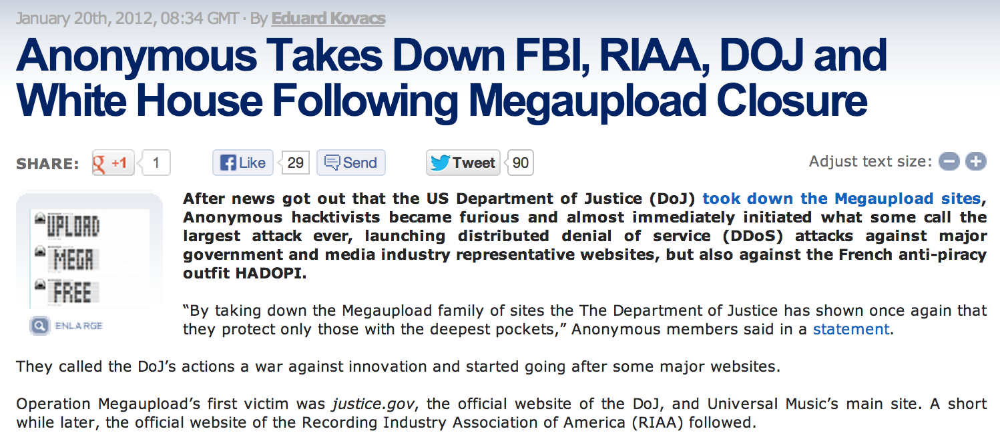 January 20th, 2012, 08:34 GMT · By Eduard Kovacs
Anonymous Takes Down FBI, RIAA, DOJ and
White House Following Megaupload Closure
SHARE: g +1 1 Like 29 Send Tweet 90 Adjust text size:
After news got out that the US Department of Justice (DoJ) took down the Megaupload sites,
Anonymous hacktivists became furious and almost immediately initiated what some call the
largest attack ever, launching distributed denial of service (DDoS) attacks against major
government and media industry representative websites, but also against the French anti-piracy
outfit HADOPI.
UPLOAD
MEGA
FREE
ENLARGE
“By taking down the Megaupload family of sites the The Department of Justice has shown once again that
they protect only those with the deepest pockets,” Anonymous members said in a statement.
They called the DoJ’s actions a war against innovation and started going after some major websites.
Operation Megaupload’s first victim was justice.gov, the official website of the DoJ, and Universal Music’s main site. A short
while later, the official website of the Recording Industry Association of America (RIAA) followed.